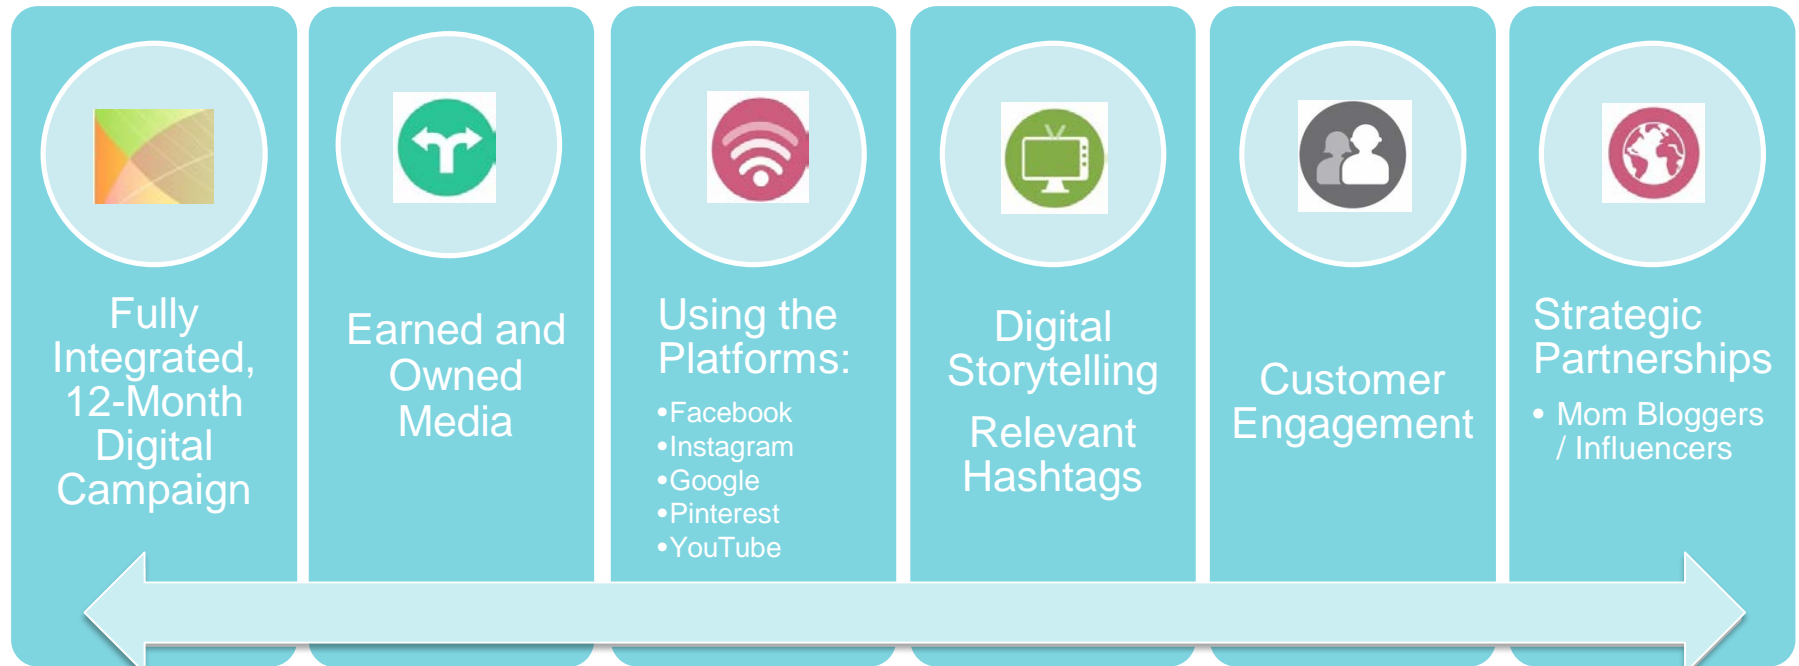 Fully
Integrated,
12-Month
Digital
Campaign
Earned and
Owned
Media
Using the
Platforms:
•Facebook
•Instagram
•Google
•Pinterest
•YouTube
Digital
Storytelling
Relevant
Hashtags
Customer
Engagement
Strategic
Partnerships
• Mom Bloggers
/ Influencers